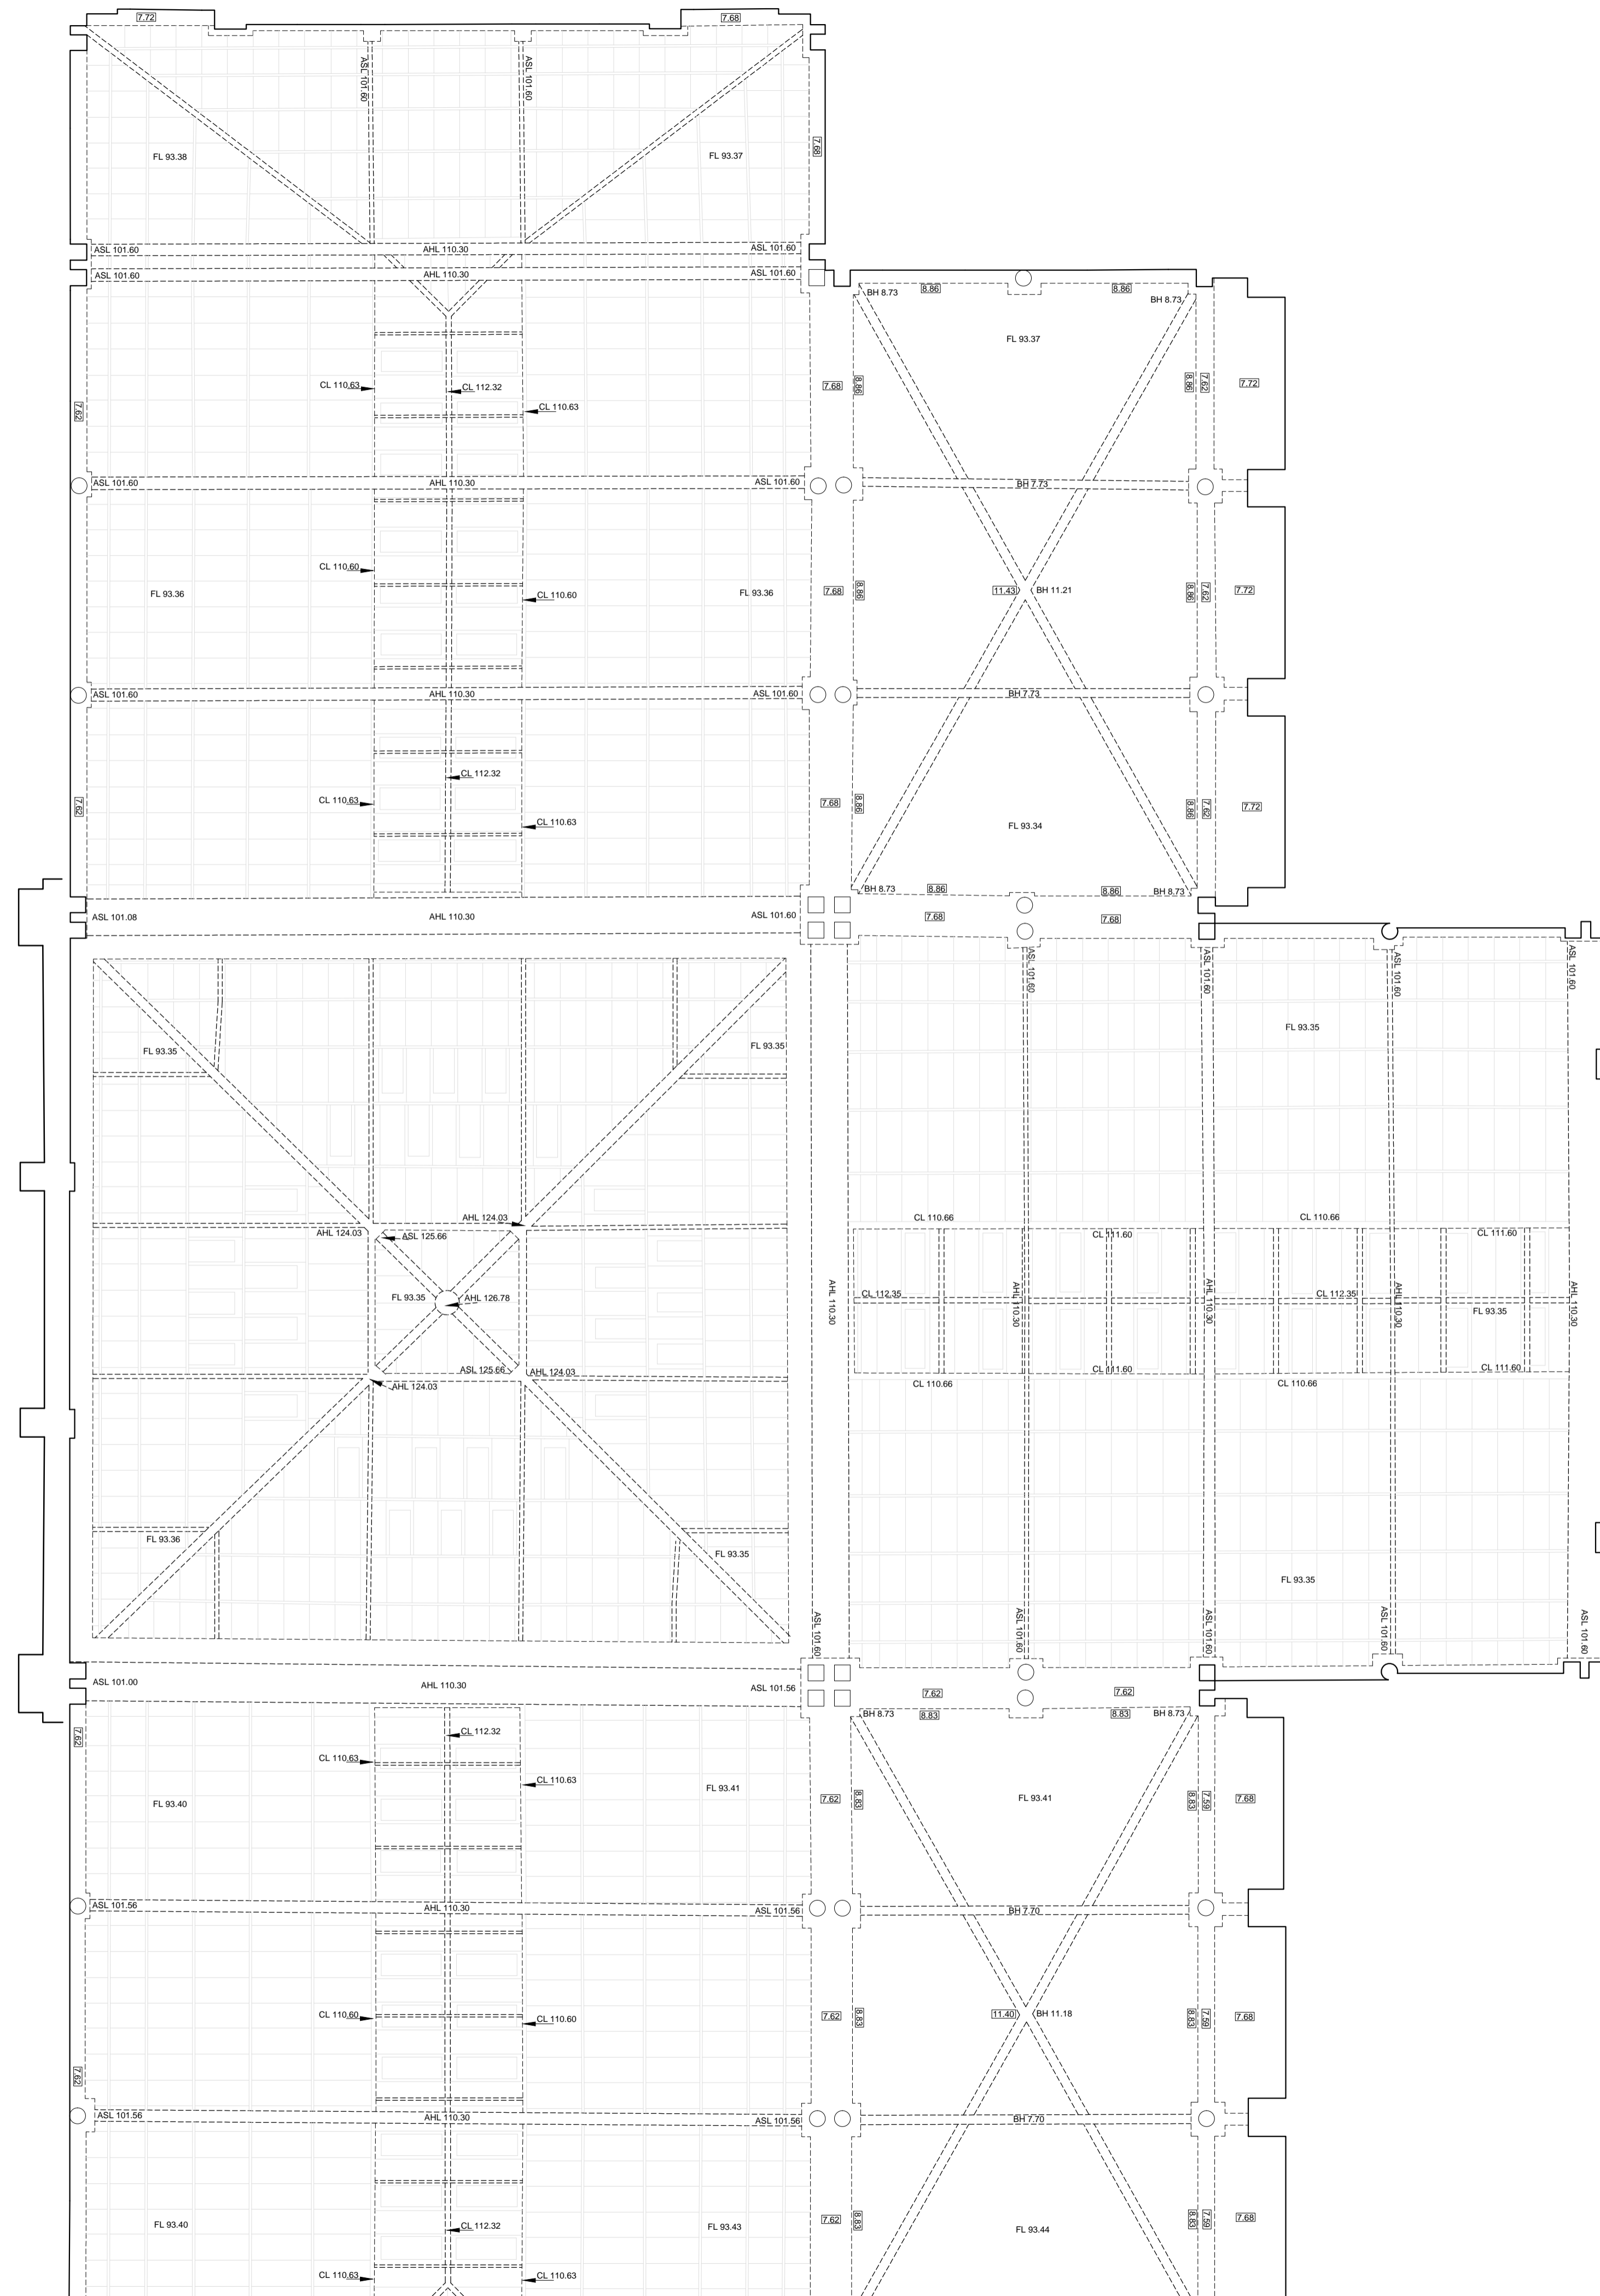 7.72
7.68
ASL 101.60
ASL 101.60
7.68
FL 93.38
FL 93.37
ASL 101.60
AHL 110.30
ASL 101.60
ASL 101.60
AHL 110.30
ASL 101.60
BH 8.73
8.86
8.86
BH 8.73
FL 93.37
CL 110.63
CL 112.32
CL 110.63
7.62
7.68
8.86
8.86
7.62
7.72
ASL 101.60
AHL 110.30
ASL 101.60
BH 7.73
CL 110.60
CL 110.60
FL 93.36
FL 93.36
7.68
8.86
11.43
BH 11.21
8.86
7.62
7.72
ASL 101.60
AHL 110.30
ASL 101.60
BH 7.73
CL 112.32
CL 110.63
CL 110.63
7.62
7.68
8.86
FL 93.34
8.86
7.62
7.72
BH 8.73
8.86
8.86
BH 8.73
ASL 101.08
AHL 110.30
ASL 101.60
7.68
7.68
ASL 101.60
ASL 101.60
ASL 101.60
ASL 101.60
FL 93.35
FL 93.35
FL 93.35
AHL 124.03
AHL 124.03
ASL 125.66
FL 93.35
AHL 126.78
CL 110.66
CL 110.66
CL 111.60
CL 111.60
CL 112.35
CL 112.35
FL 93.35
AHL 110.30
AHL 110.30
AHL 110.30
AHL 110.30
AHL 110.30
ASL 125.66
AHL 124.03
AHL 124.03
CL 111.60
CL 111.60
CL 110.66
CL 110.66
FL 93.36
FL 93.35
FL 93.35
ASL 101.60
ASL 101.60
ASL 101.60
ASL 101.60
ASL 101.60
ASL 101.00
AHL 110.30
ASL 101.56
7.62
7.62
BH 8.73
8.83
8.83
BH 8.73
7.62
CL 112.32
CL 110.63
CL 110.63
FL 93.40
FL 93.41
7.62
8.83
FL 93.41
8.83
7.59
7.68
ASL 101.56
AHL 110.30
ASL 101.56
BH 7.70
CL 110.60
CL 110.60
7.62
8.83
11.40
BH 11.18
8.83
7.59
7.68
7.62
ASL 101.56
AHL 110.30
ASL 101.56
BH 7.70
FL 93.40
CL 112.32
FL 93.43
7.62
8.83
FL 93.44
8.83
7.59
7.68
CL 110.63
CL 110.63